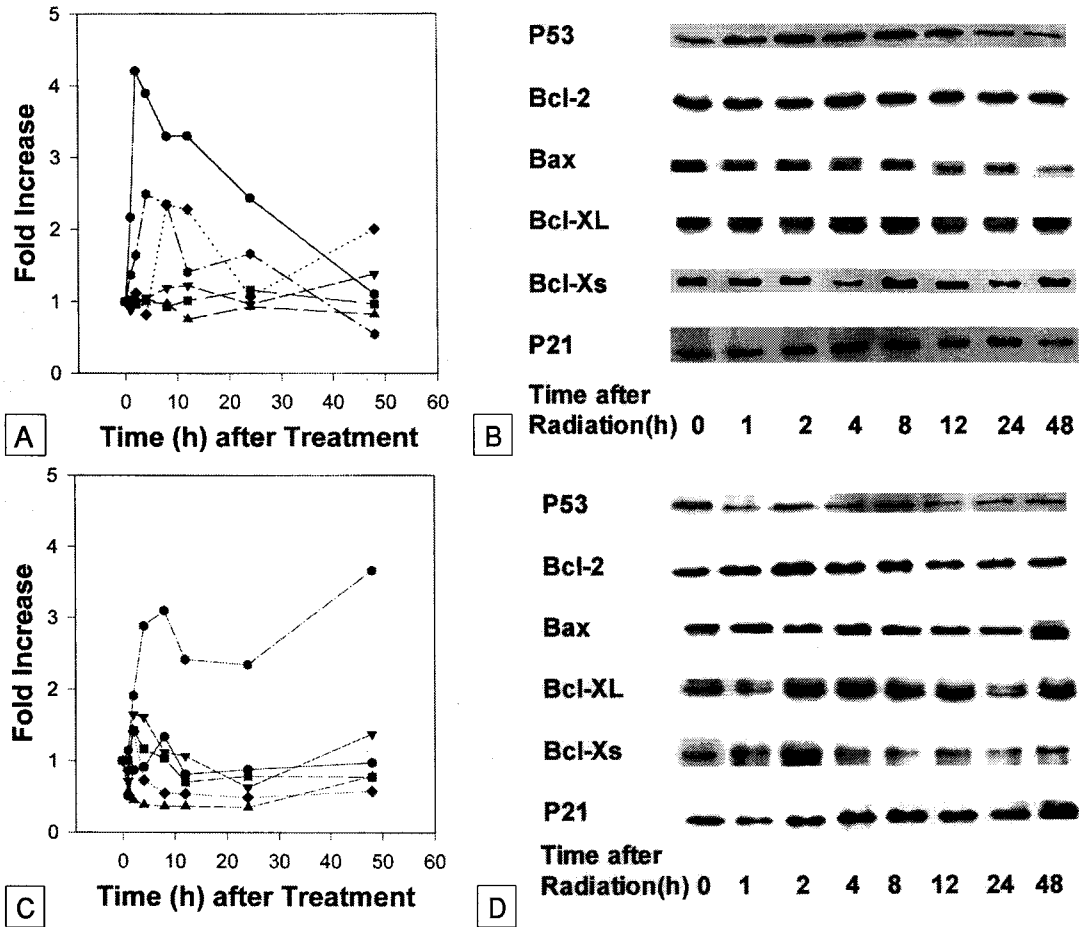 5
4
3
2
1
0
Fold Increase
0 10 20 30 40 50 60
Time (h) after Treatment
A
P53
Bcl-2
Bax
Bcl-XL
Bcl-Xs
P21
Time after
Radiation(h) 0 1 2 4 8 12 24 48
B
5
4
3
2
1
0
Fold Increase
0 10 20 30 40 50 60
Time (h) after Treatment
C
P53
Bcl-2
Bax
Bcl-XL
Bcl-Xs
P21
Time after
Radiation(h) 0 1 2 4 8 12 24 48
D